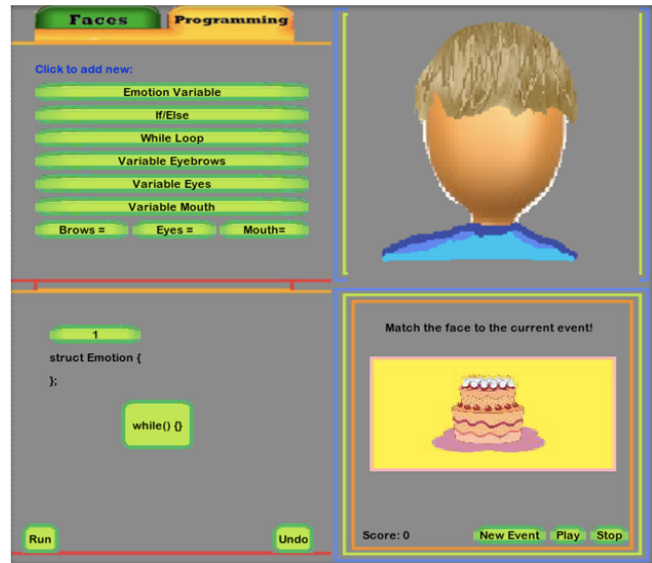 Faces Programming
Click to add new:
Emotion Variable
If/Else
While Loop
Variable Eyebrows
Variable Eyes
Variable Mouth
Brows = Eyes = Mouth=
1
struct Emotion {
};
while() {}
Run Undo
Match the face to the current event!
Score: 0 New Event Play Stop